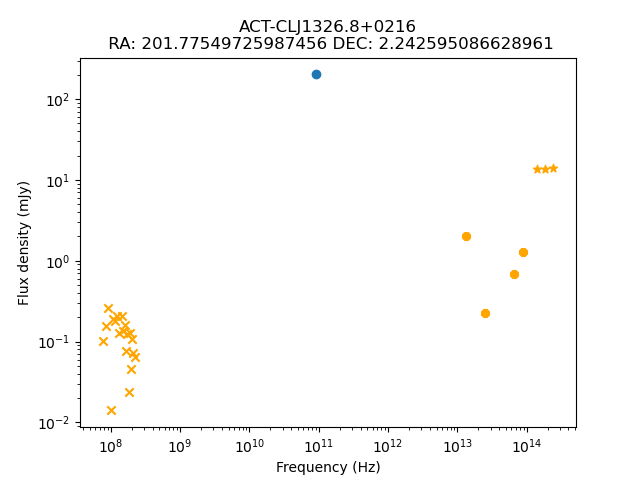 ACT-CLJ1326.8+0216
RA: 201.77549725987456 DEC: 2.242595086628961
Flux density (mJy)
10²
10¹
10⁰
10⁻¹
10⁻²
10⁸ 10⁹ 10¹⁰ 10¹¹ 10¹² 10¹³ 10¹⁴
Frequency (Hz)